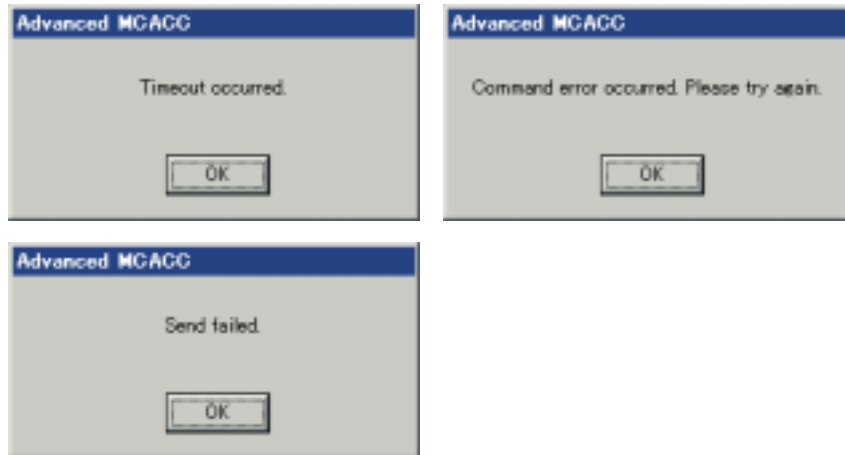 Advanced MCACC
Timeout occurred.
OK
Advanced MCACC
Command error occurred. Please try again.
OK
Advanced MCACC
Send failed.
OK